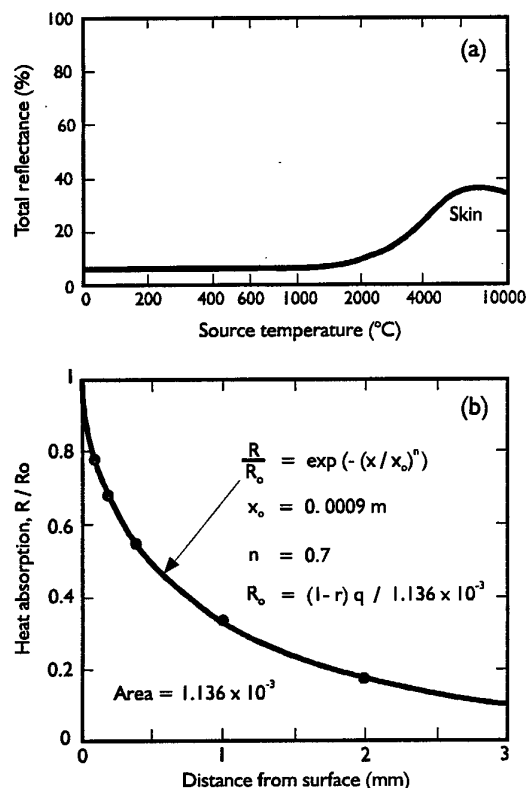 100
80
60
40
20
0
Total reflectance (%)
(a)
Skin
0 200 400 600 1000 2000 4000 10000
Source temperature (°C)
1
0.8
0.6
0.4
0.2
0
Heat absorption, R / Ro
(b)
R/R₀ = exp (- (x / x₀)ⁿ)
x₀ = 0.0009 m
n = 0.7
R₀ = (1- r) q / 1.136 x 10⁻³
Area = 1.136 x 10⁻³
0 1 2 3
Distance from surface (mm)